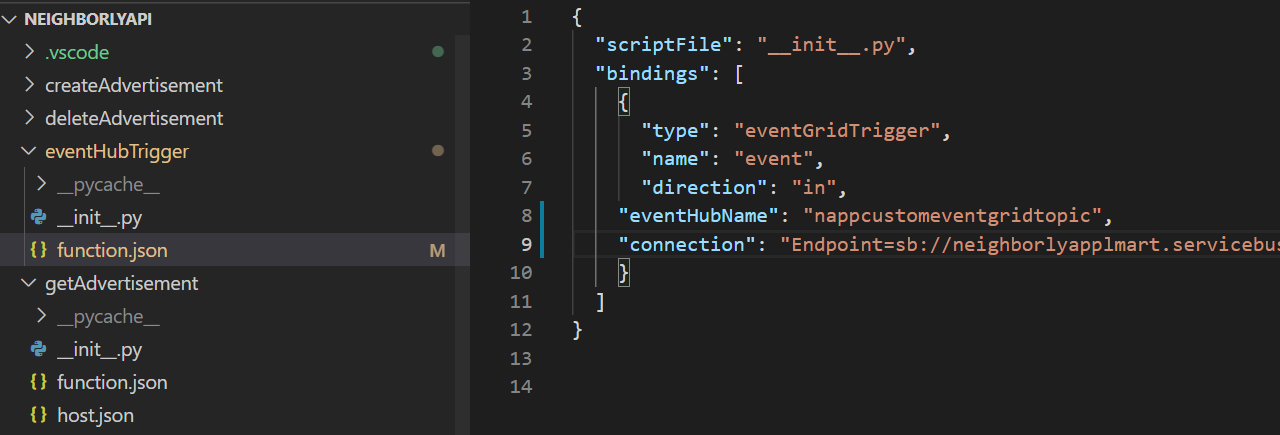 NEIGHBORLYAPI
.vscode
createAdvertisement
deleteAdvertisement
eventHubTrigger
__pycache__
__init__.py
{} function.json M
getAdvertisement
__pycache__
__init__.py
{} function.json
{} host.json
1 {
2 "scriptFile": "__init__.py",
3 "bindings": [
4 {
5 "type": "eventGridTrigger",
6 "name": "event",
7 "direction": "in",
8 "eventHubName": "nappcustomeventgridtopic",
9 "connection": "Endpoint=sb://neighborlyapplmart.servicebus
10 }
11 ]
12 }
13
14